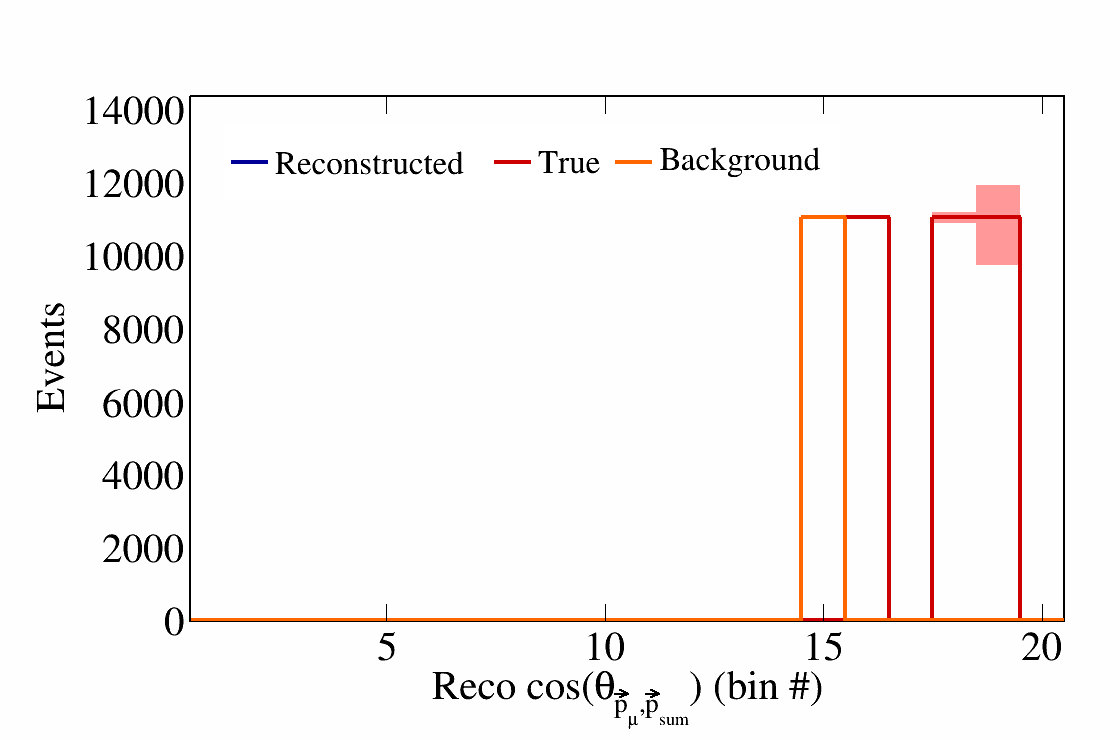 14000
12000
10000
8000
6000
4000
2000
0
Reconstructed True Background
Events
5 10 15 20
Reco cos(θ p⃗μ,p⃗sum) (bin #)